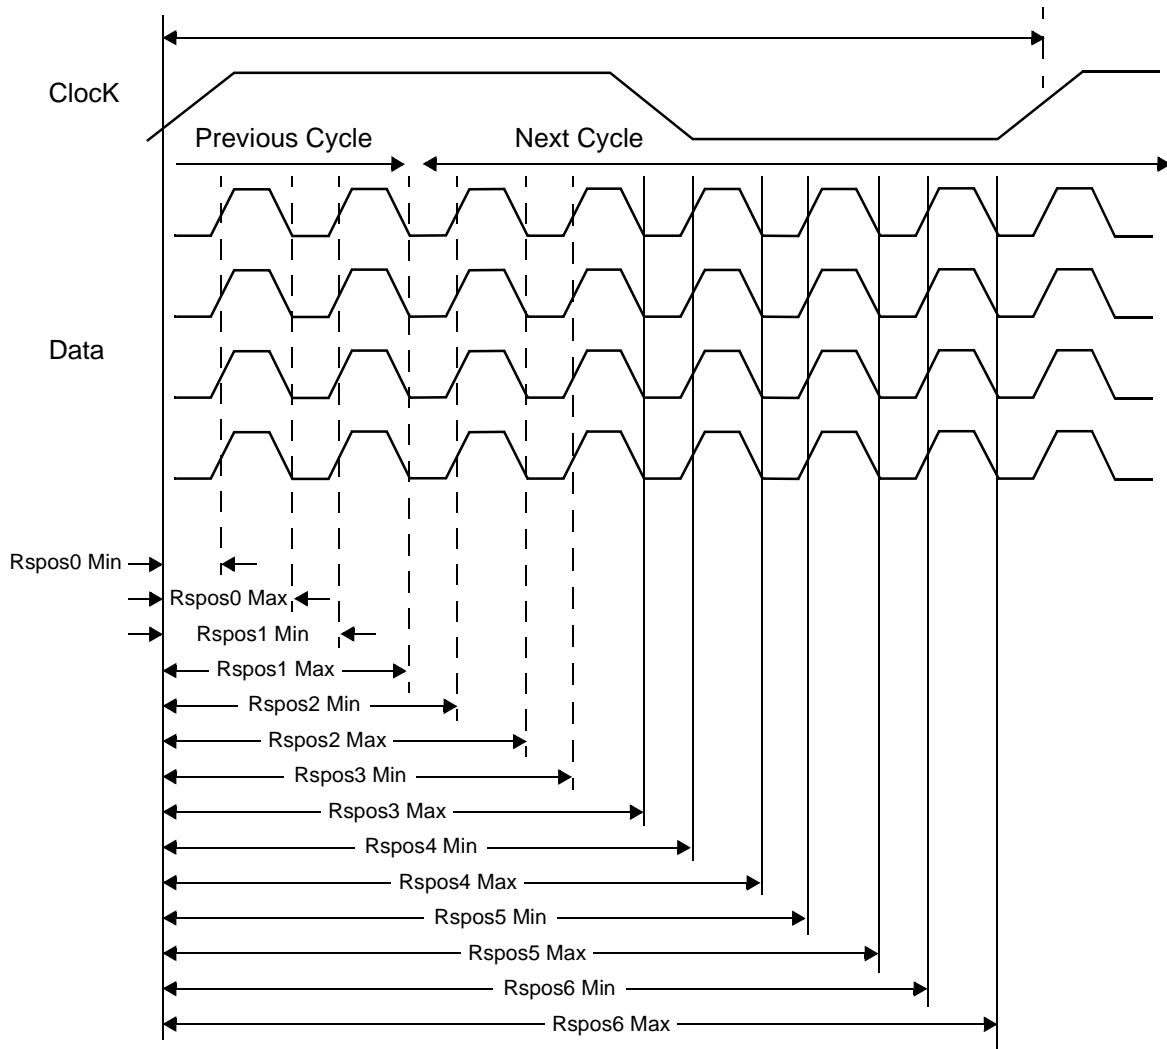 ClocK
Previous Cycle
Next Cycle
Data
Rspos0 Min
Rspos0 Max
Rspos1 Min
Rspos1 Max
Rspos2 Min
Rspos2 Max
Rspos3 Min
Rspos3 Max
Rspos4 Min
Rspos4 Max
Rspos5 Min
Rspos5 Max
Rspos6 Min
Rspos6 Max